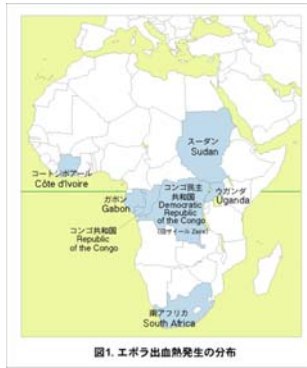 スーダン
Sudan
コートジボアール
Côte d'Ivoire
コンゴ民主
共和国
Democratic
Republic
of the Congo
(旧ザイール Zaire)
ウガンダ
Uganda
ガボン
Gabon
コンゴ共和国
Republic
of the Congo
南アフリカ
South Africa
図1. エボラ出血熱発生の分布